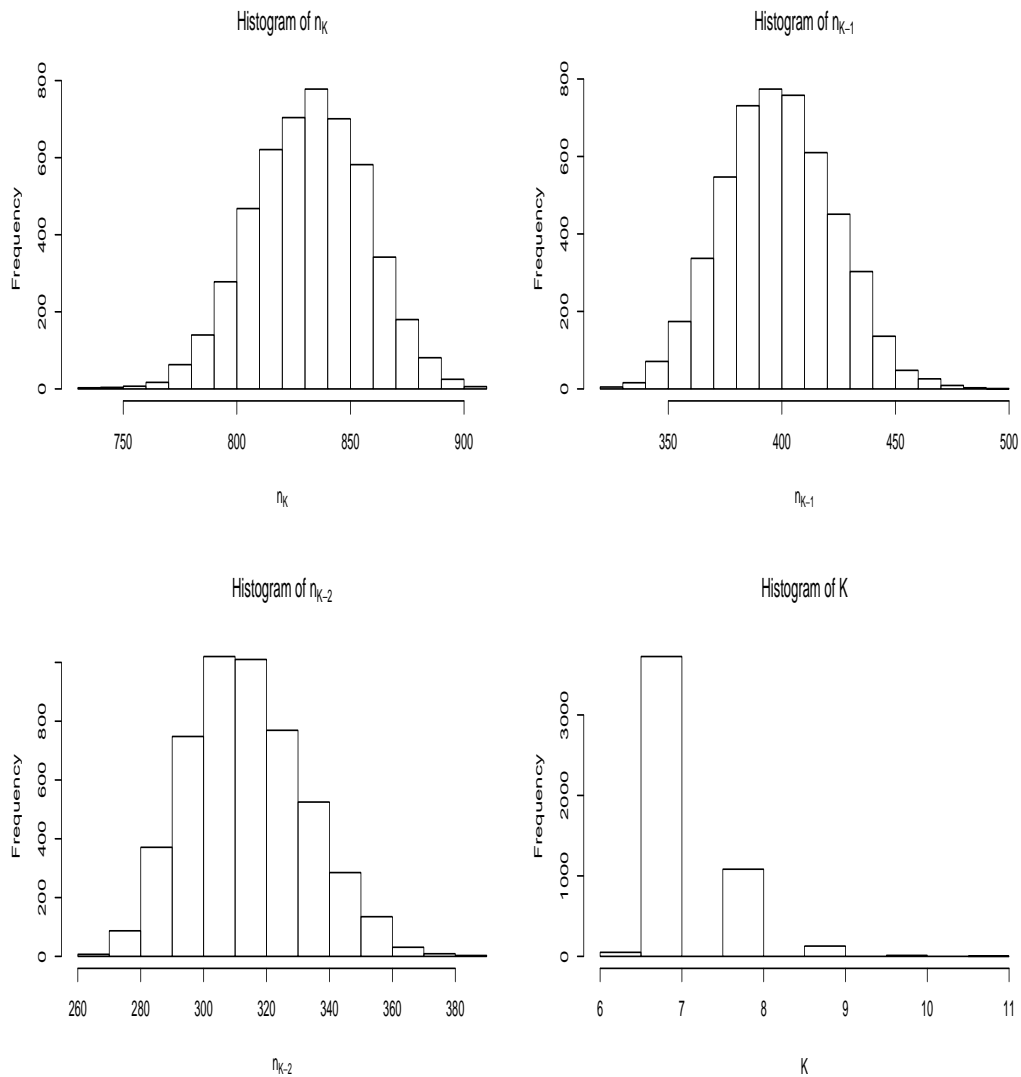 Histogram of n_K
Frequency
0 200 400 600 800
750 800 850 900
n_K
Histogram of n_K−1
Frequency
0 200 400 600 800
350 400 450 500
n_K−1
Histogram of n_K−2
Frequency
0 200 400 600 800
260 280 300 320 340 360 380
n_K−2
Histogram of K
Frequency
0 1000 2000 3000
6 7 8 9 10 11
K